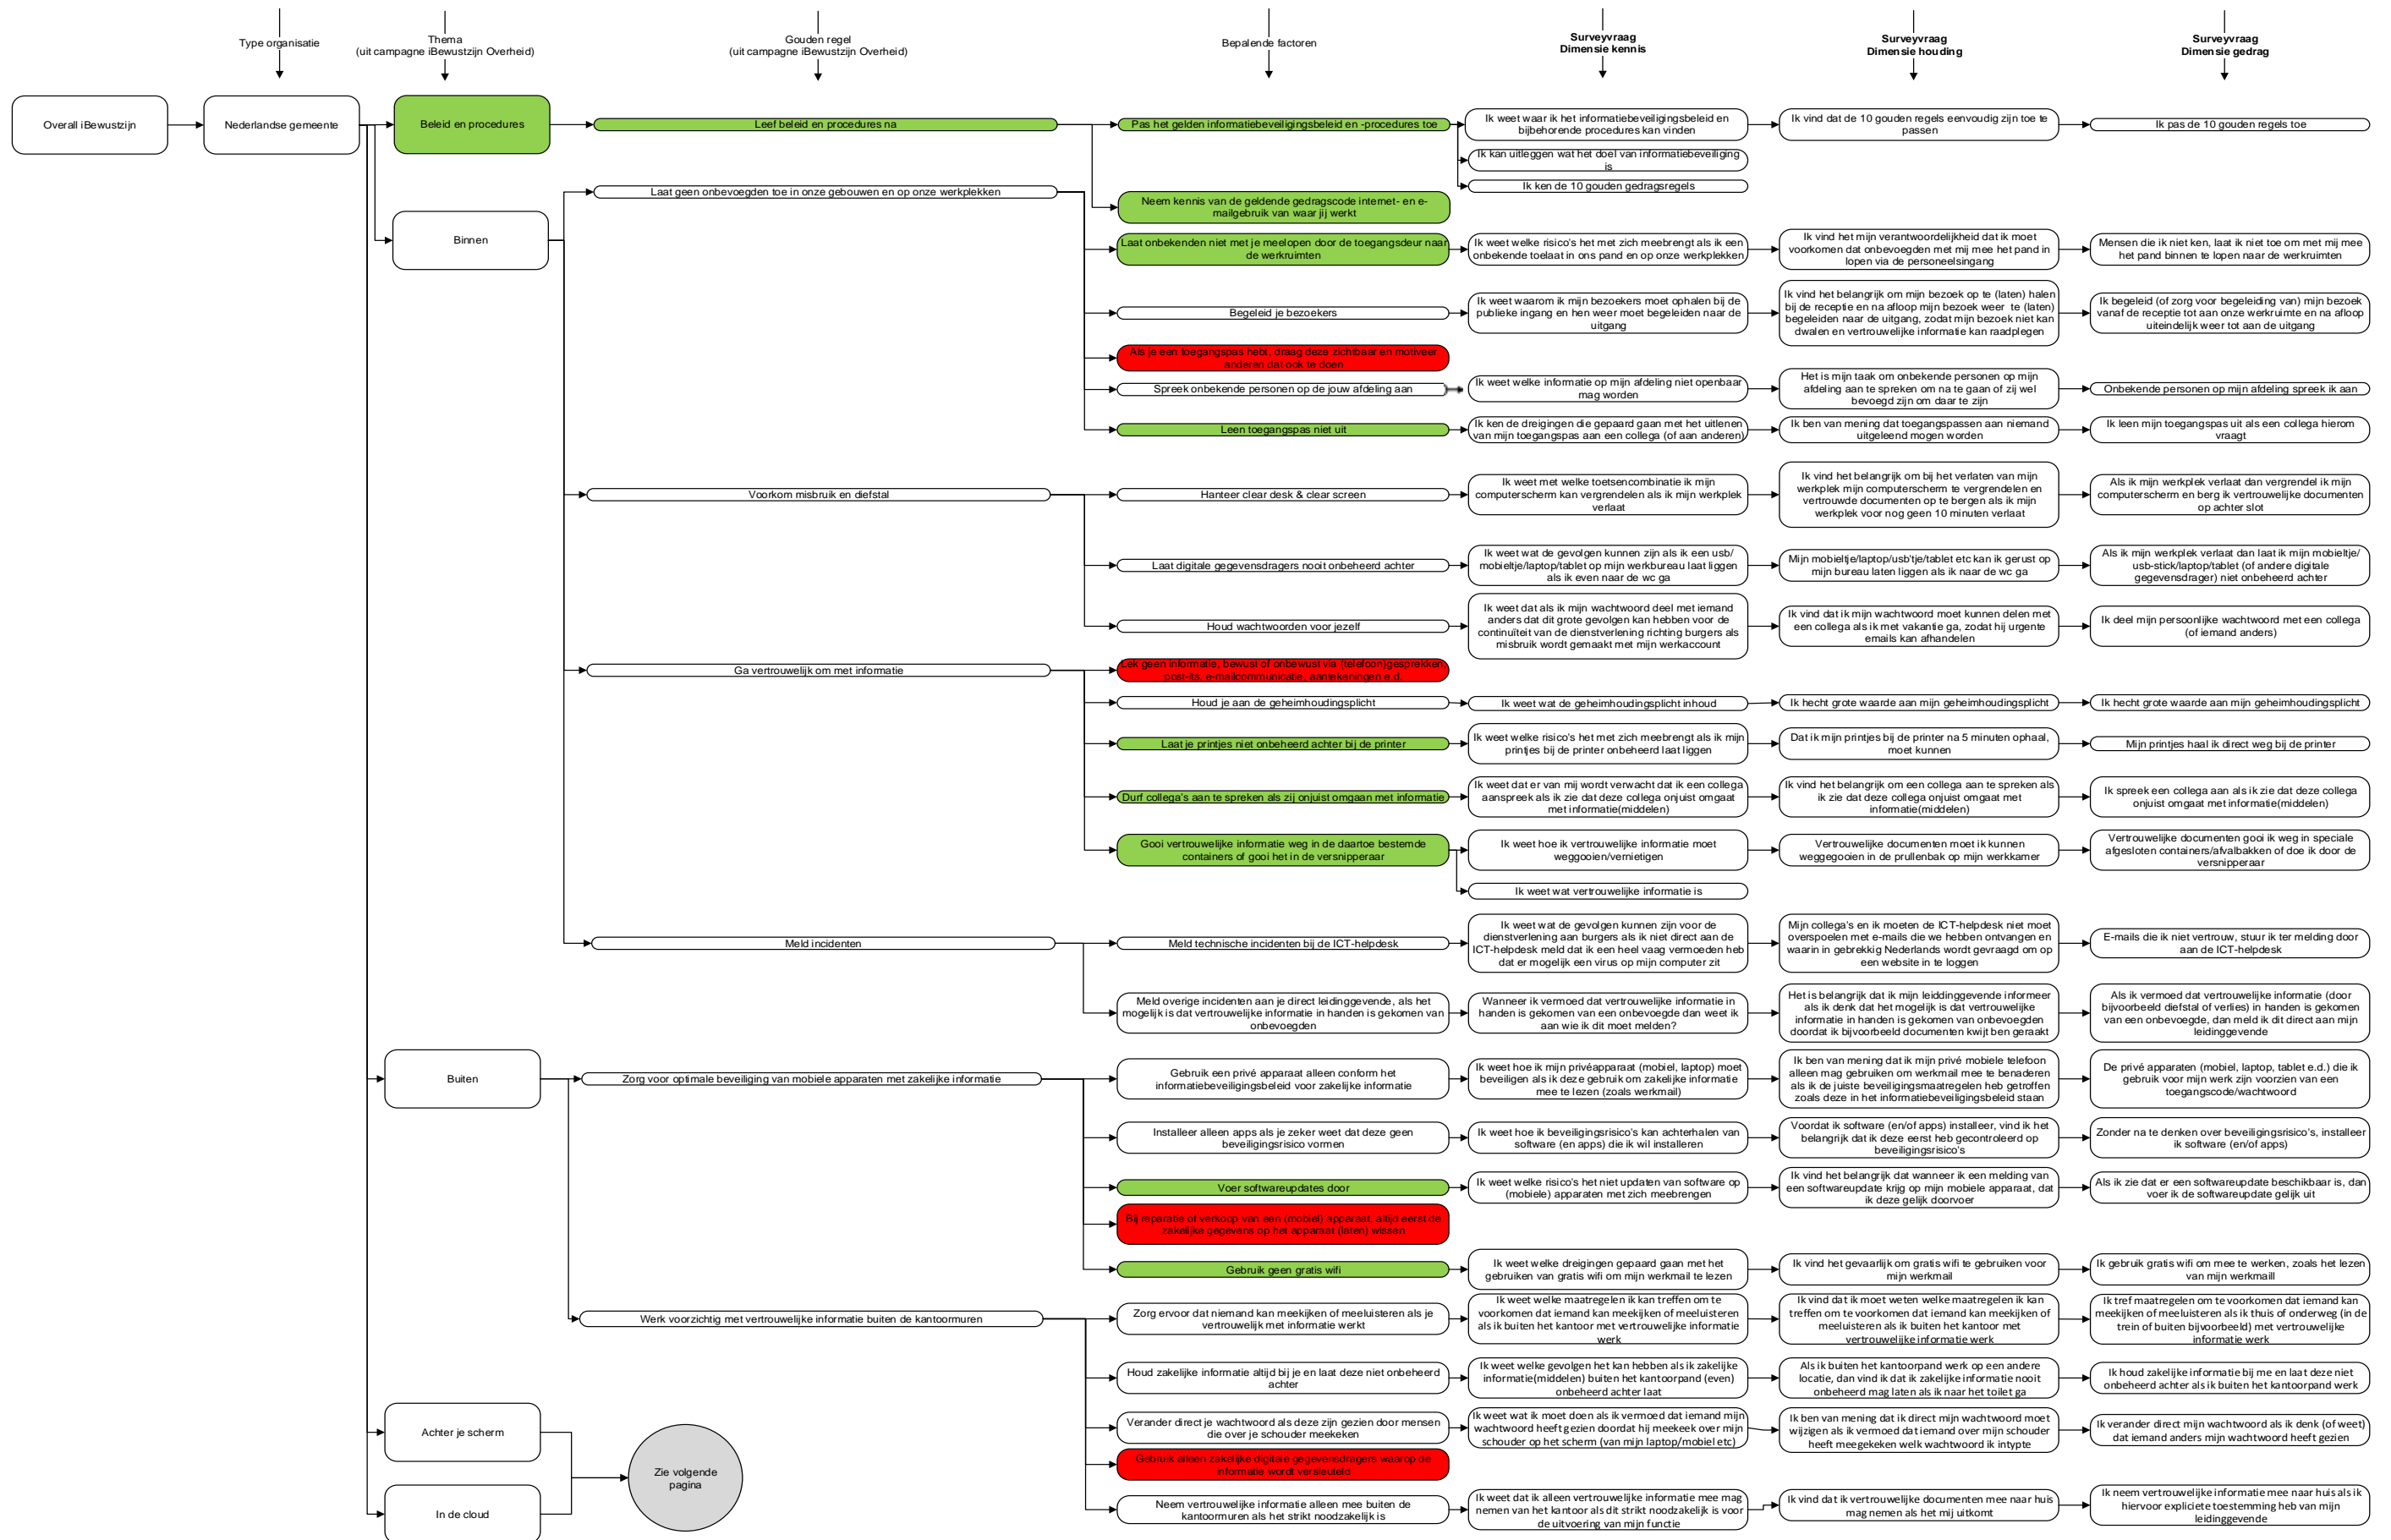 Type organisatie
Thema
(uit campagne iBewustzijn Overheid)
Gouden regel
(uit campagne iBewustzijn Overheid)
Bepalende factoren
Surveyvraag
Dimensie kennis
Surveyvraag
Dimensie houding
Surveyvraag
Dimensie gedrag
Overall iBewustzijn
Nederlandse gemeente
Beleid en procedures
Leef beleid en procedures na
Pas het gelden informatiebeveiligingsbeleid en -procedures toe
Ik weet waar ik het informatiebeveiligingsbeleid en
bijbehorende procedures kan vinden
Ik vind dat de 10 gouden regels eenvoudig zijn toe te
passen
Ik pas de 10 gouden regels toe
Ik kan uitleggen wat het doel van informatiebeveiliging
is
Ik ken de 10 gouden gedragsregels
Neem kennis van de geldende gedragscode internet- en e-
mailgebruik van waar jij werkt
Binnen
Laat geen onbevoegden toe in onze gebouwen en op onze werkplekken
Laat onbekenden niet met je meelopen door de toegangsdeur naar
de werkruimten
Ik weet welke risico's het met zich meebrengt als ik een
onbekende toelaat in ons pand en op onze werkplekken
Ik vind het mijn verantwoordelijkheid dat ik moet
voorkomen dat onbevoegden met mij mee het pand in
lopen via de personeelsingang
Mensen die ik niet ken, laat ik niet toe om met mij mee
het pand binnen te lopen naar de werkruimten
Begeleid je bezoekers
Ik weet waarom ik mijn bezoekers moet ophalen bij de
publieke ingang en hen weer moet begeleiden naar de
uitgang
Ik vind het belangrijk om mijn bezoek op te (laten) halen
bij de receptie en na afloop mijn bezoek weer te (laten)
begeleiden naar de uitgang, zodat mijn bezoek niet kan
dwalen en vertrouwelijke informatie kan raadplegen
Ik begeleid (of zorg voor begeleiding van) mijn bezoek
vanaf de receptie tot aan onze werkruimte en na afloop
uiteindelijk weer tot aan de uitgang
Als je een toegangspas hebt, draag deze zichtbaar en motiveer
anderen dat ook te doen
Spreek onbekende personen op de jouw afdeling aan
Ik weet welke informatie op mijn afdeling niet openbaar
mag worden
Het is mijn taak om onbekende personen op mijn
afdeling aan te spreken om na te gaan of zij wel
bevoegd zijn om daar te zijn
Onbekende personen op mijn afdeling spreek ik aan
Leen toegangspas niet uit
Ik ken de dreigingen die gepaard gaan met het uitlenen
van mijn toegangspas aan een collega (of aan anderen)
Ik ben van mening dat toegangspassen aan niemand
uitgeleend mogen worden
Ik leen mijn toegangspas uit als een collega hierom
vraagt
Voorkom misbruik en diefstal
Hanteer clear desk & clear screen
Ik weet met welke toetsencombinatie ik mijn
computerscherm kan vergrendelen als ik mijn werkplek
verlaat
Ik vind het belangrijk om bij het verlaten van mijn
werkplek mijn computerscherm te vergrendelen en
vertrouwde documenten op te bergen als ik mijn
werkplek voor nog geen 10 minuten verlaat
Als ik mijn werkplek verlaat dan vergrendel ik mijn
computerscherm en berg ik vertrouwelijke documenten
op achter slot
Laat digitale gegevensdragers nooit onbeheerd achter
Ik weet wat de gevolgen kunnen zijn als ik een usb/
mobieltje/laptop/tablet op mijn werkbureau laat liggen
als ik even naar de wc ga
Mijn mobieltje/laptop/usb'tje/tablet etc kan ik gerust op
mijn bureau laten liggen als ik naar de wc ga
Als ik mijn werkplek verlaat dan laat ik mijn mobieltje/
usb-stick/laptop/tablet (of andere digitale
gegevensdrager) niet onbeheerd achter
Houd wachtwoorden voor jezelf
Ik weet dat als ik mijn wachtwoord deel met iemand
anders dat dit grote gevolgen kan hebben voor de
continuïteit van de dienstverlening richting burgers als
misbruik wordt gemaakt met mijn werkaccount
Ik vind dat ik mijn wachtwoord moet kunnen delen met
een collega als ik met vakantie ga, zodat hij urgente
emails kan afhandelen
Ik deel mijn persoonlijke wachtwoord met een collega
(of iemand anders)
Ga vertrouwelijk om met informatie
Lek geen informatie, bewust of onbewust via (telefoon)gesprekken,
post-its, e-mailcommunicatie, aantekeningen e.d.
Houd je aan de geheimhoudingsplicht
Ik weet wat de geheimhoudingsplicht inhoud
Ik hecht grote waarde aan mijn geheimhoudingsplicht
Ik hecht grote waarde aan mijn geheimhoudingsplicht
Laat je printjes niet onbeheerd achter bij de printer
Ik weet welke risico's het met zich meebrengt als ik mijn
printjes bij de printer onbeheerd laat liggen
Dat ik mijn printjes bij de printer na 5 minuten ophaal,
moet kunnen
Mijn printjes haal ik direct weg bij de printer
Durf collega's aan te spreken als zij onjuist omgaan met informatie
Ik weet dat er van mij wordt verwacht dat ik een collega
aanspreek als ik zie dat deze collega onjuist omgaat
met informatie(middelen)
Ik vind het belangrijk om een collega aan te spreken als
ik zie dat deze collega onjuist omgaat met
informatie(middelen)
Ik spreek een collega aan als ik zie dat deze collega
onjuist omgaat met informatie(middelen)
Gooi vertrouwelijke informatie weg in de daartoe bestemde
containers of gooi het in de versnipperaar
Ik weet hoe ik vertrouwelijke informatie moet
weggooien/vernietigen
Vertrouwelijke documenten moet ik kunnen
weggegooien in de prullenbak op mijn werkkamer
Vertrouwelijke documenten gooi ik weg in speciale
afgesloten containers/afvalbakken of doe ik door de
versnipperaar
Ik weet wat vertrouwelijke informatie is
Meld incidenten
Meld technische incidenten bij de ICT-helpdesk
Ik weet wat de gevolgen kunnen zijn voor de
dienstverlening aan burgers als ik niet direct aan de
ICT-helpdesk meld dat ik een heel vaag vermoeden heb
dat er mogelijk een virus op mijn computer zit
Mijn collega's en ik moeten de ICT-helpdesk niet moet
overspoelen met e-mails die we hebben ontvangen en
waarin in gebrekkig Nederlands wordt gevraagd om op
een website in te loggen
E-mails die ik niet vertrouw, stuur ik ter melding door
aan de ICT-helpdesk
Meld overige incidenten aan je direct leidinggevende, als het
mogelijk is dat vertrouwelijke informatie in handen is gekomen van
onbevoegden
Wanneer ik vermoed dat vertrouwelijke informatie in
handen is gekomen van een onbevoegde dan weet ik
aan wie ik dit moet melden?
Het is belangrijk dat ik mijn leiddinggevende informeer
als ik denk dat het mogelijk is dat vertrouwelijke
informatie in handen is gekomen van onbevoegden
doordat ik bijvoorbeeld documenten kwijt ben geraakt
Als ik vermoed dat vertrouwelijke informatie (door
bijvoorbeeld diefstal of verlies) in handen is gekomen
van een onbevoegde, dan meld ik dit direct aan mijn
leidinggevende
Buiten
Zorg voor optimale beveiliging van mobiele apparaten met zakelijke informatie
Gebruik een privé apparaat alleen conform het
informatiebeveiligingsbeleid voor zakelijke informatie
Ik weet hoe ik mijn privéapparaat (mobiel, laptop) moet
beveiligen als ik deze gebruik om zakelijke informatie
mee te lezen (zoals werkmail)
Ik ben van mening dat ik mijn privé mobiele telefoon
alleen mag gebruiken om werkmail mee te benaderen
als ik de juiste beveiligingsmaatregelen heb getroffen
zoals deze in het informatiebeveiligingsbeleid staan
De privé apparaten (mobiel, laptop, tablet e.d.) die ik
gebruik voor mijn werk zijn voorzien van een
toegangscode/wachtwoord
Installeer alleen apps als je zeker weet dat deze geen
beveiligingsrisico vormen
Ik weet hoe ik beveiligingsrisico's kan achterhalen van
software (en apps) die ik wil installeren
Voordat ik software (en/of apps) installeer, vind ik het
belangrijk dat ik deze eerst heb gecontroleerd op
beveiligingsrisico's
Zonder na te denken over beveiligingsrisico's, installeer
ik software (en/of apps)
Voer softwareupdates door
Ik weet welke risico's het niet updaten van software op
(mobiele) apparaten met zich meebrengen
Ik vind het belangrijk dat wanneer ik een melding van
een softwareupdate krijg op mijn mobiele apparaat, dat
ik deze gelijk doorvoer
Als ik zie dat er een softwareupdate beschikbaar is, dan
voer ik de softwareupdate gelijk uit
Bij reparatie of verkoop van een (mobiel) apparaat, altijd eerst de
zakelijke gegevens op het apparaat (laten) wissen
Gebruik geen gratis wifi
Ik weet welke dreigingen gepaard gaan met het
gebruiken van gratis wifi om mijn werkmail te lezen
Ik vind het gevaarlijk om gratis wifi te gebruiken voor
mijn werkmail
Ik gebruik gratis wifi om mee te werken, zoals het lezen
van mijn werkmaill
Werk voorzichtig met vertrouwelijke informatie buiten de kantoormuren
Zorg ervoor dat niemand kan meekijken of meeluisteren als je
vertrouwelijk met informatie werkt
Ik weet welke maatregelen ik kan treffen om te
voorkomen dat iemand kan meekijken of meeluisteren
als ik buiten het kantoor met vertrouwelijke informatie
werk
Ik vind dat ik moet weten welke maatregelen ik kan
treffen om te voorkomen dat iemand kan meekijken of
meeluisteren als ik buiten het kantoor met
vertrouwelijke informatie werk
Ik tref maatregelen om te voorkomen dat iemand kan
meekijken of meeluisteren als ik thuis of onderweg (in de
trein of buiten bijvoorbeeld) met vertrouwelijke
informatie werk
Houd zakelijke informatie altijd bij je en laat deze niet onbeheerd
achter
Ik weet welke gevolgen het kan hebben als ik zakelijke
informatie(middelen) buiten het kantoorpand (even)
onbeheerd achter laat
Als ik buiten het kantoorpand werk op een andere
locatie, dan vind ik dat ik zakelijke informatie nooit
onbeheerd mag laten als ik naar het toilet ga
Ik houd zakelijke informatie bij me en laat deze niet
onbeheerd achter als ik buiten het kantoorpand werk
Achter je scherm
Verander direct je wachtwoord als deze zijn gezien door mensen
die over je schouder meekeken
Ik weet wat ik moet doen als ik vermoed dat iemand mijn
wachtwoord heeft gezien doordat hij meekeek over mijn
schouder op het scherm (van mijn laptop/mobiel etc)
Ik ben van mening dat ik direct mijn wachtwoord moet
wijzigen als ik vermoed dat iemand over mijn schouder
heeft meegekeken welk wachtwoord ik intypte
Ik verander direct mijn wachtwoord als ik denk (of weet)
dat iemand anders mijn wachtwoord heeft gezien
Zie volgende
pagina
Gebruik alleen zakelijke digitale gegevensdragers waarop de
informatie wordt versleuteld
In de cloud
Neem vertrouwelijke informatie alleen mee buiten de
kantoormuren als het strikt noodzakelijk is
Ik weet dat ik alleen vertrouwelijke informatie mee mag
nemen van het kantoor als dit strikt noodzakelijk is voor
de uitvoering van mijn functie
Ik vind dat ik vertrouwelijke documenten mee naar huis
mag nemen als het mij uitkomt
Ik neem vertrouwelijke informatie mee naar huis als ik
hiervoor expliciete toestemming heb van mijn
leidinggevende